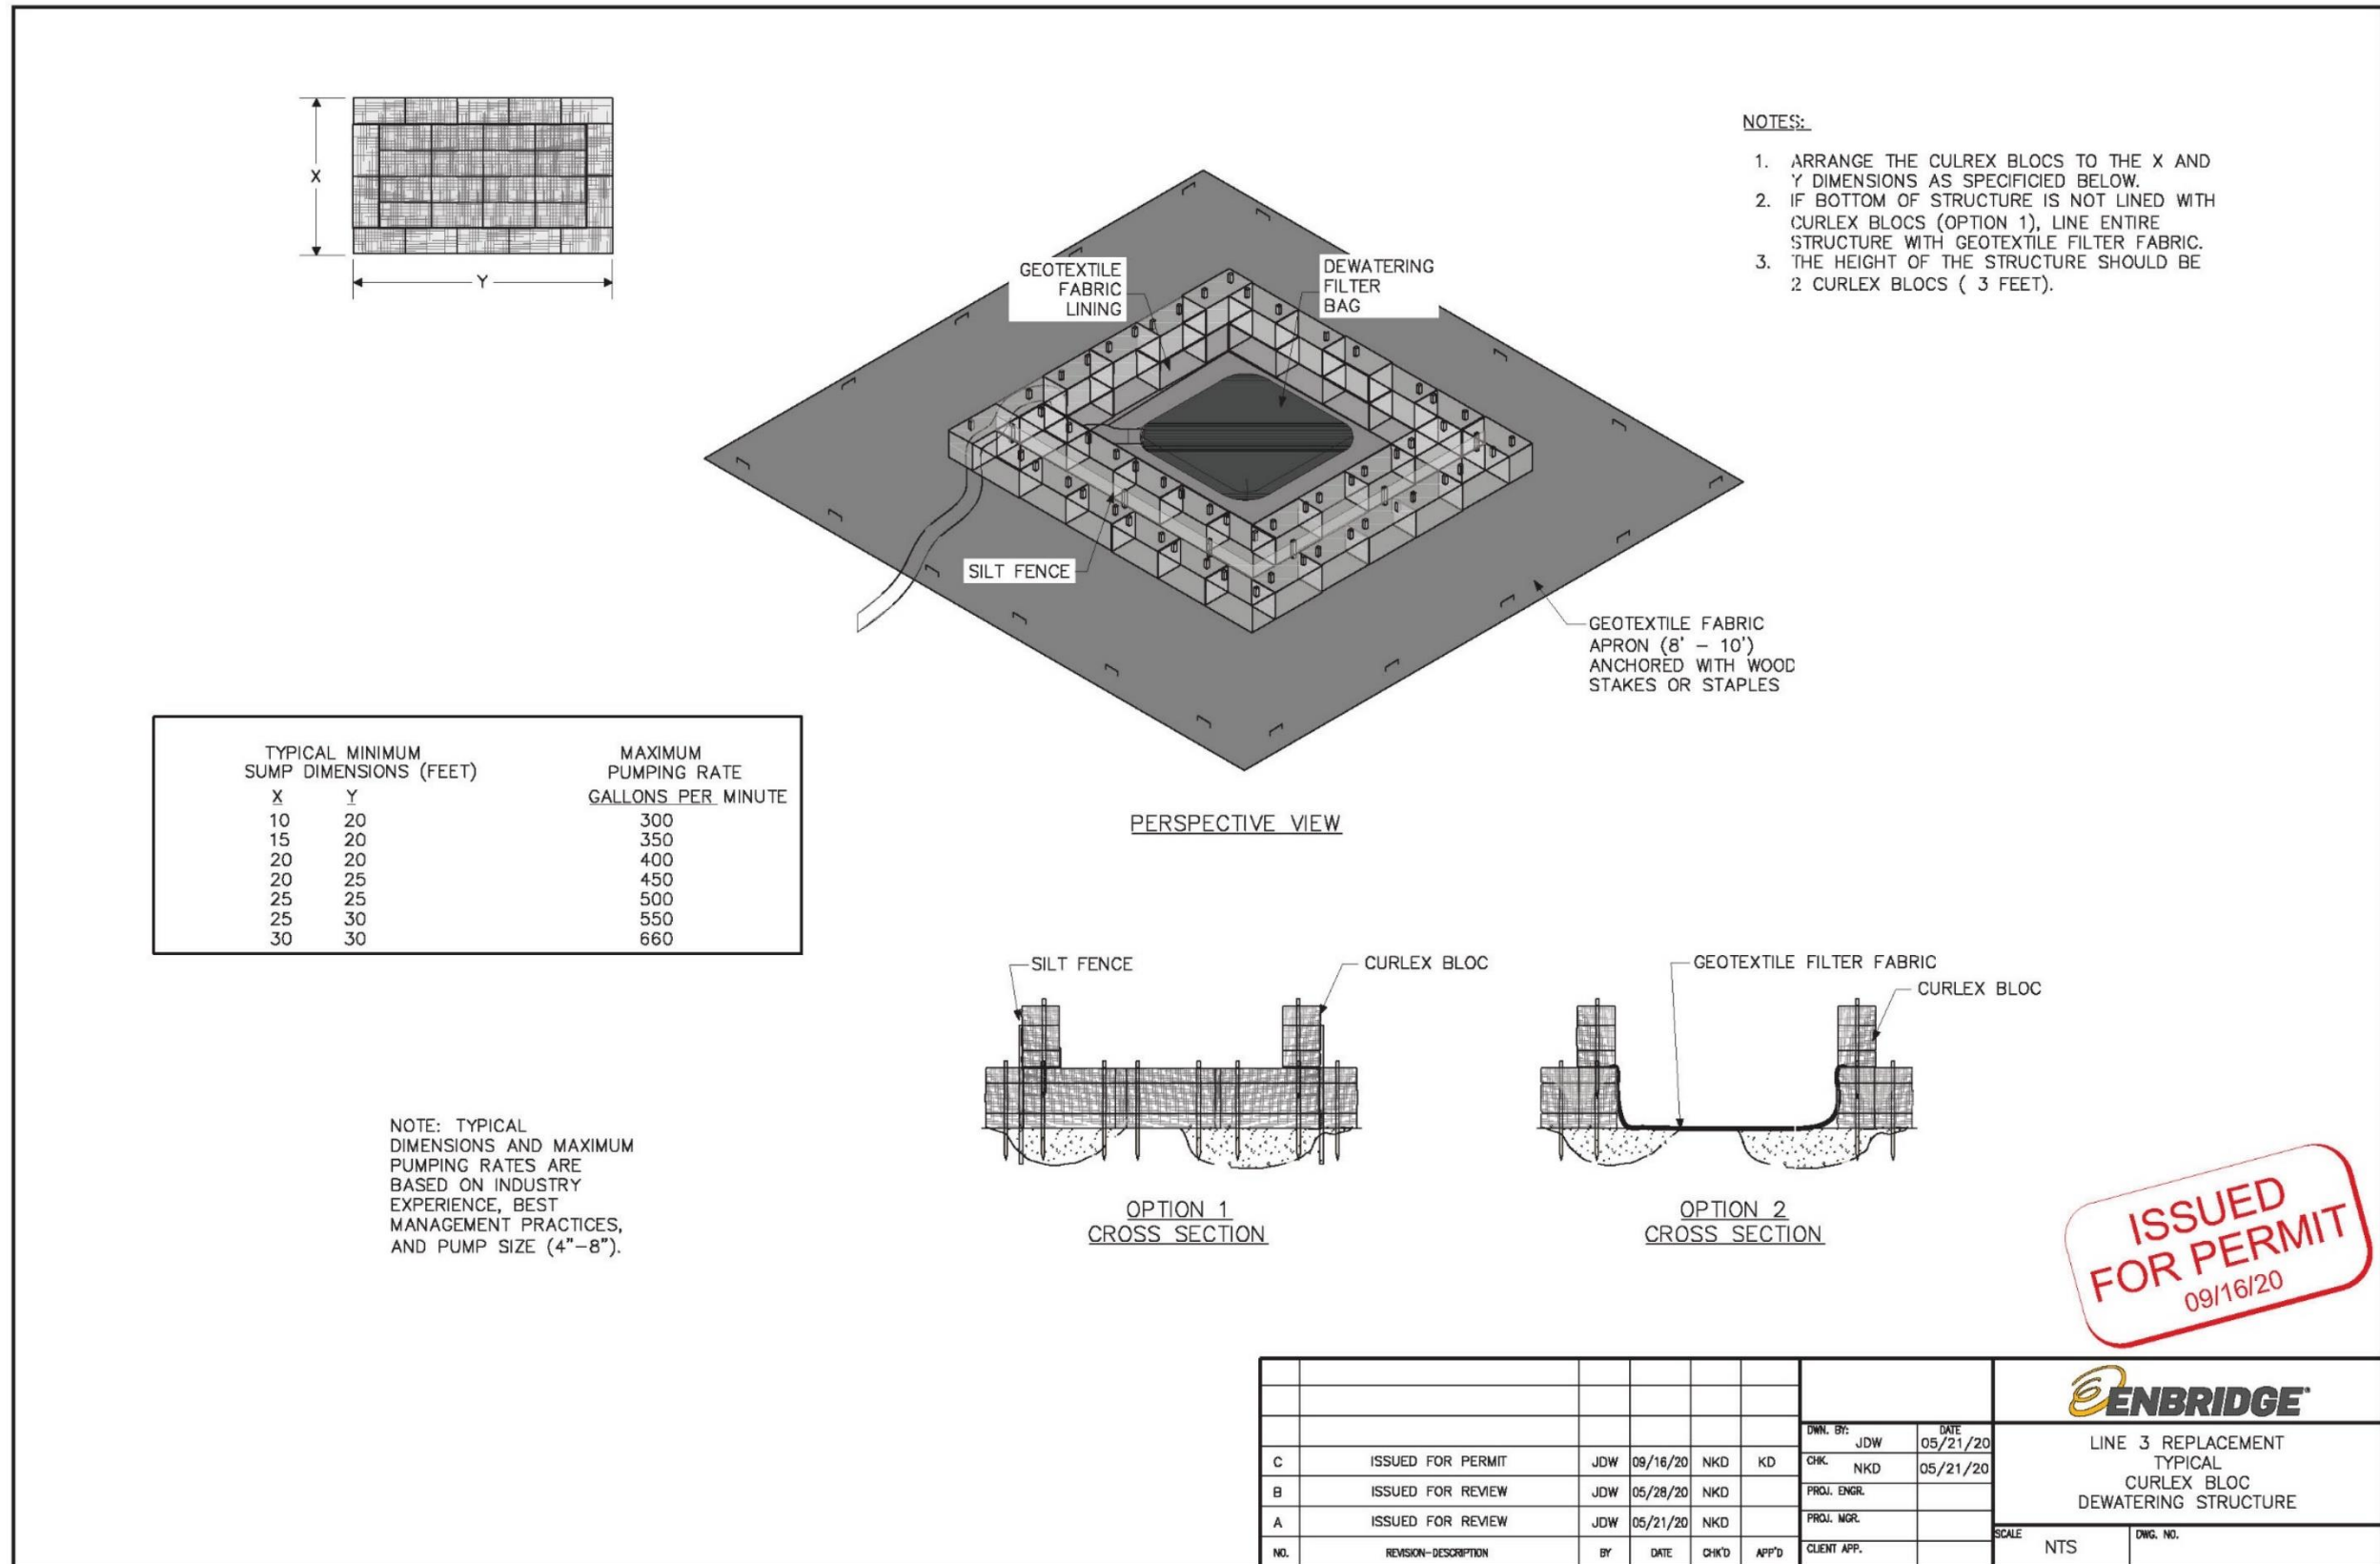 X
Y
NOTES:
1. ARRANGE THE CULREX BLOCS TO THE X AND
Y DIMENSIONS AS SPECIFICIED BELOW.
2. IF BOTTOM OF STRUCTURE IS NOT LINED WITH
CURLEX BLOCS (OPTION 1), LINE ENTIRE
STRUCTURE WITH GEOTEXTILE FILTER FABRIC.
3. THE HEIGHT OF THE STRUCTURE SHOULD BE
2 CURLEX BLOCS ( 3 FEET).
GEOTEXTILE
FABRIC
LINING
DEWATERING
FILTER
BAG
SILT FENCE
GEOTEXTILE FABRIC
APRON (8' - 10')
ANCHORED WITH WOOD
STAKES OR STAPLES
PERSPECTIVE VIEW
TYPICAL MINIMUM MAXIMUM
SUMP DIMENSIONS (FEET) PUMPING RATE
X Y GALLONS PER MINUTE
10 20 300
15 20 350
20 20 400
20 25 450
25 25 500
25 30 550
30 30 660
NOTE: TYPICAL
DIMENSIONS AND MAXIMUM
PUMPING RATES ARE
BASED ON INDUSTRY
EXPERIENCE, BEST
MANAGEMENT PRACTICES,
AND PUMP SIZE (4"-8").
SILT FENCE
CURLEX BLOC
OPTION 1
CROSS SECTION
GEOTEXTILE FILTER FABRIC
CURLEX BLOC
OPTION 2
CROSS SECTION
ISSUED
FOR PERMIT
09/16/20
C ISSUED FOR PERMIT JDW 09/16/20 NKD KD
B ISSUED FOR REVIEW JDW 05/28/20 NKD
A ISSUED FOR REVIEW JDW 05/21/20 NKD
NO. REVISION-DESCRIPTION BY DATE CHK'D APP'D
DWN. BY: DATE
JDW 05/21/20
CHK. NKD 05/21/20
PROJ. ENGR.
PROJ. MGR.
CLIENT APP.
ENBRIDGE®
LINE 3 REPLACEMENT
TYPICAL
CURLEX BLOC
DEWATERING STRUCTURE
SCALE NTS
DWG. NO.